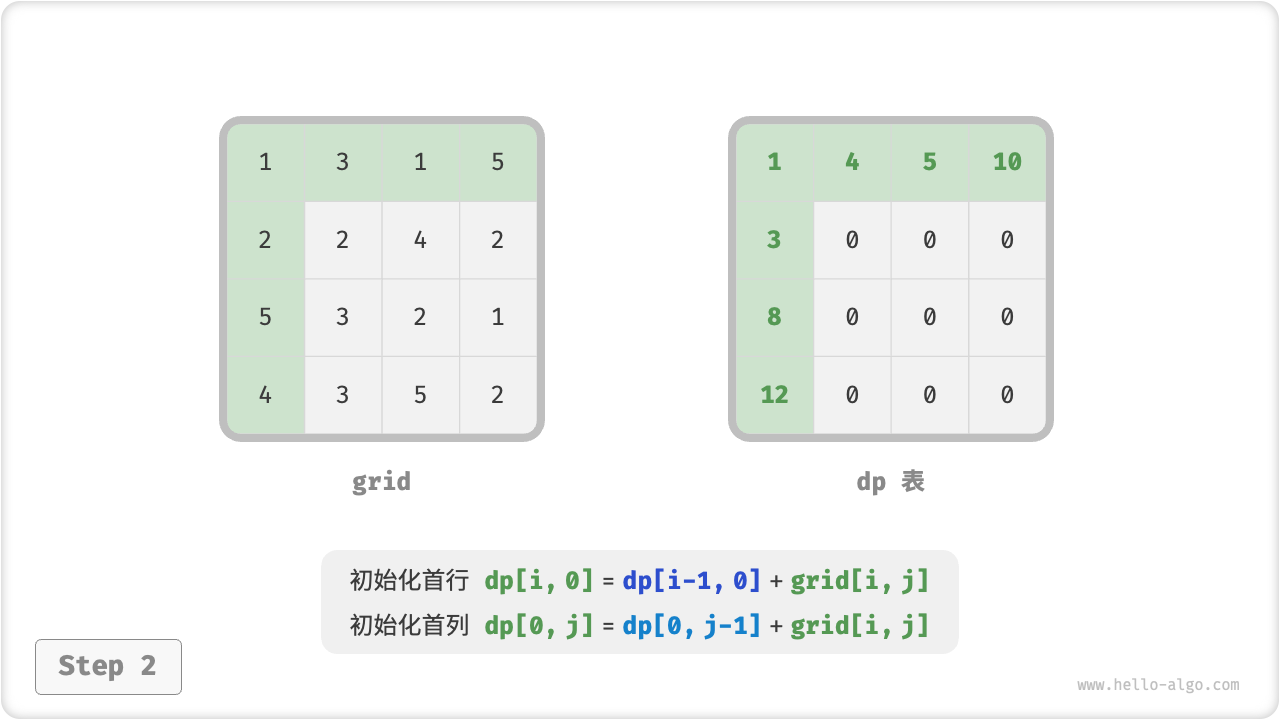 1 3 1 5
2 2 4 2
5 3 2 1
4 3 5 2
grid
1 4 5 10
3 0 0 0
8 0 0 0
12 0 0 0
dp 表
初始化首行 dp[i, 0] = dp[i-1, 0] + grid[i, j]
初始化首列 dp[0, j] = dp[0, j-1] + grid[i, j]
Step 2
www.hello-algo.com